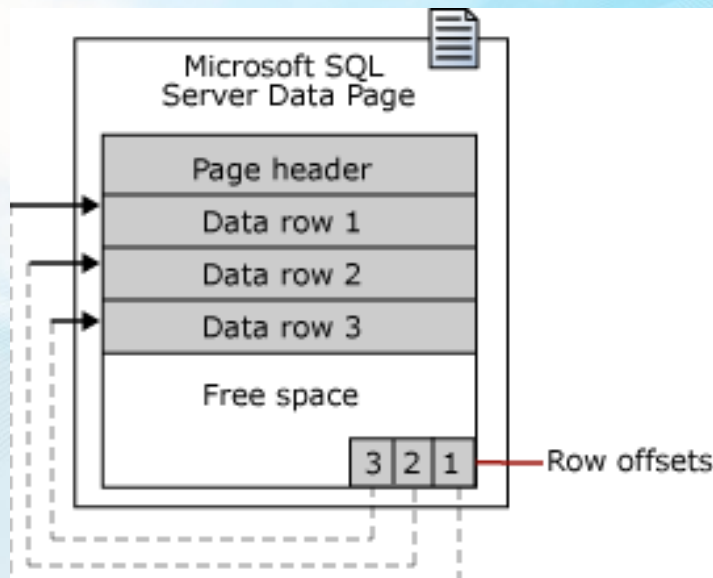 Microsoft SQL
Server Data Page
Page header
Data row 1
Data row 2
Data row 3
Free space
3 2 1
Row offsets